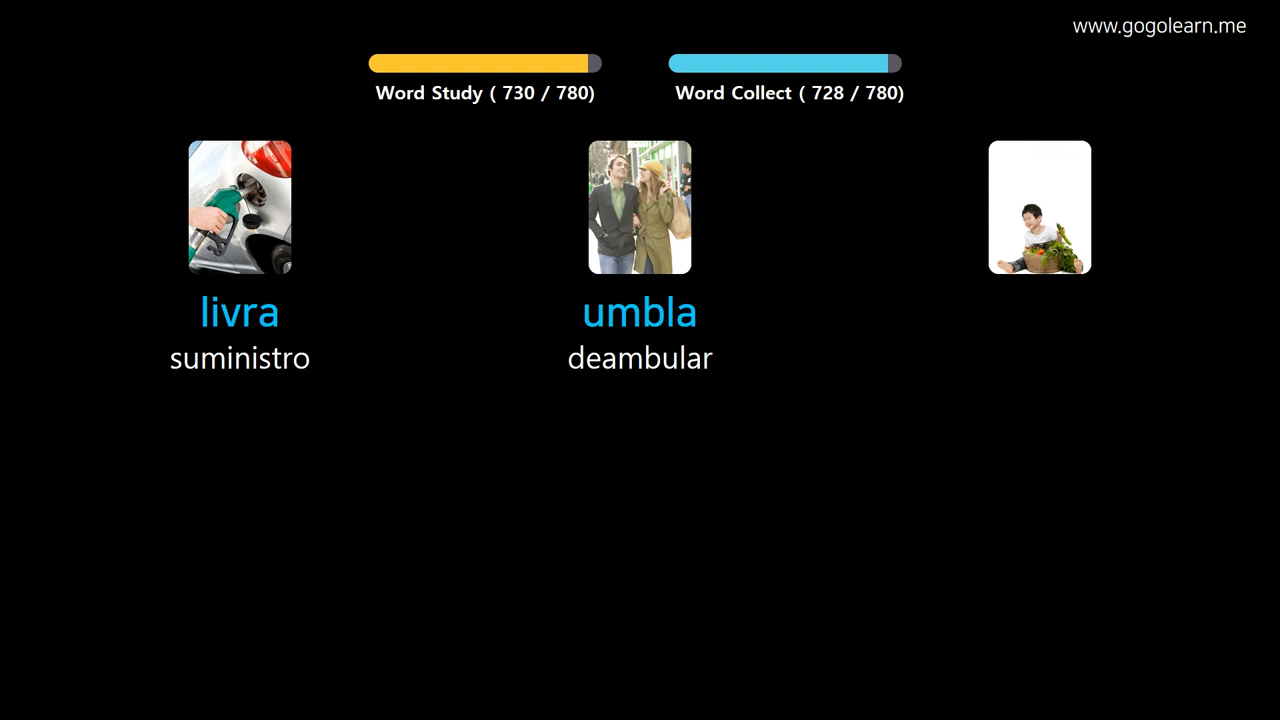 www.gogolearn.me
Word Study ( 730 / 780)
Word Collect ( 728 / 780)
livra
umbla
suministro
deambular